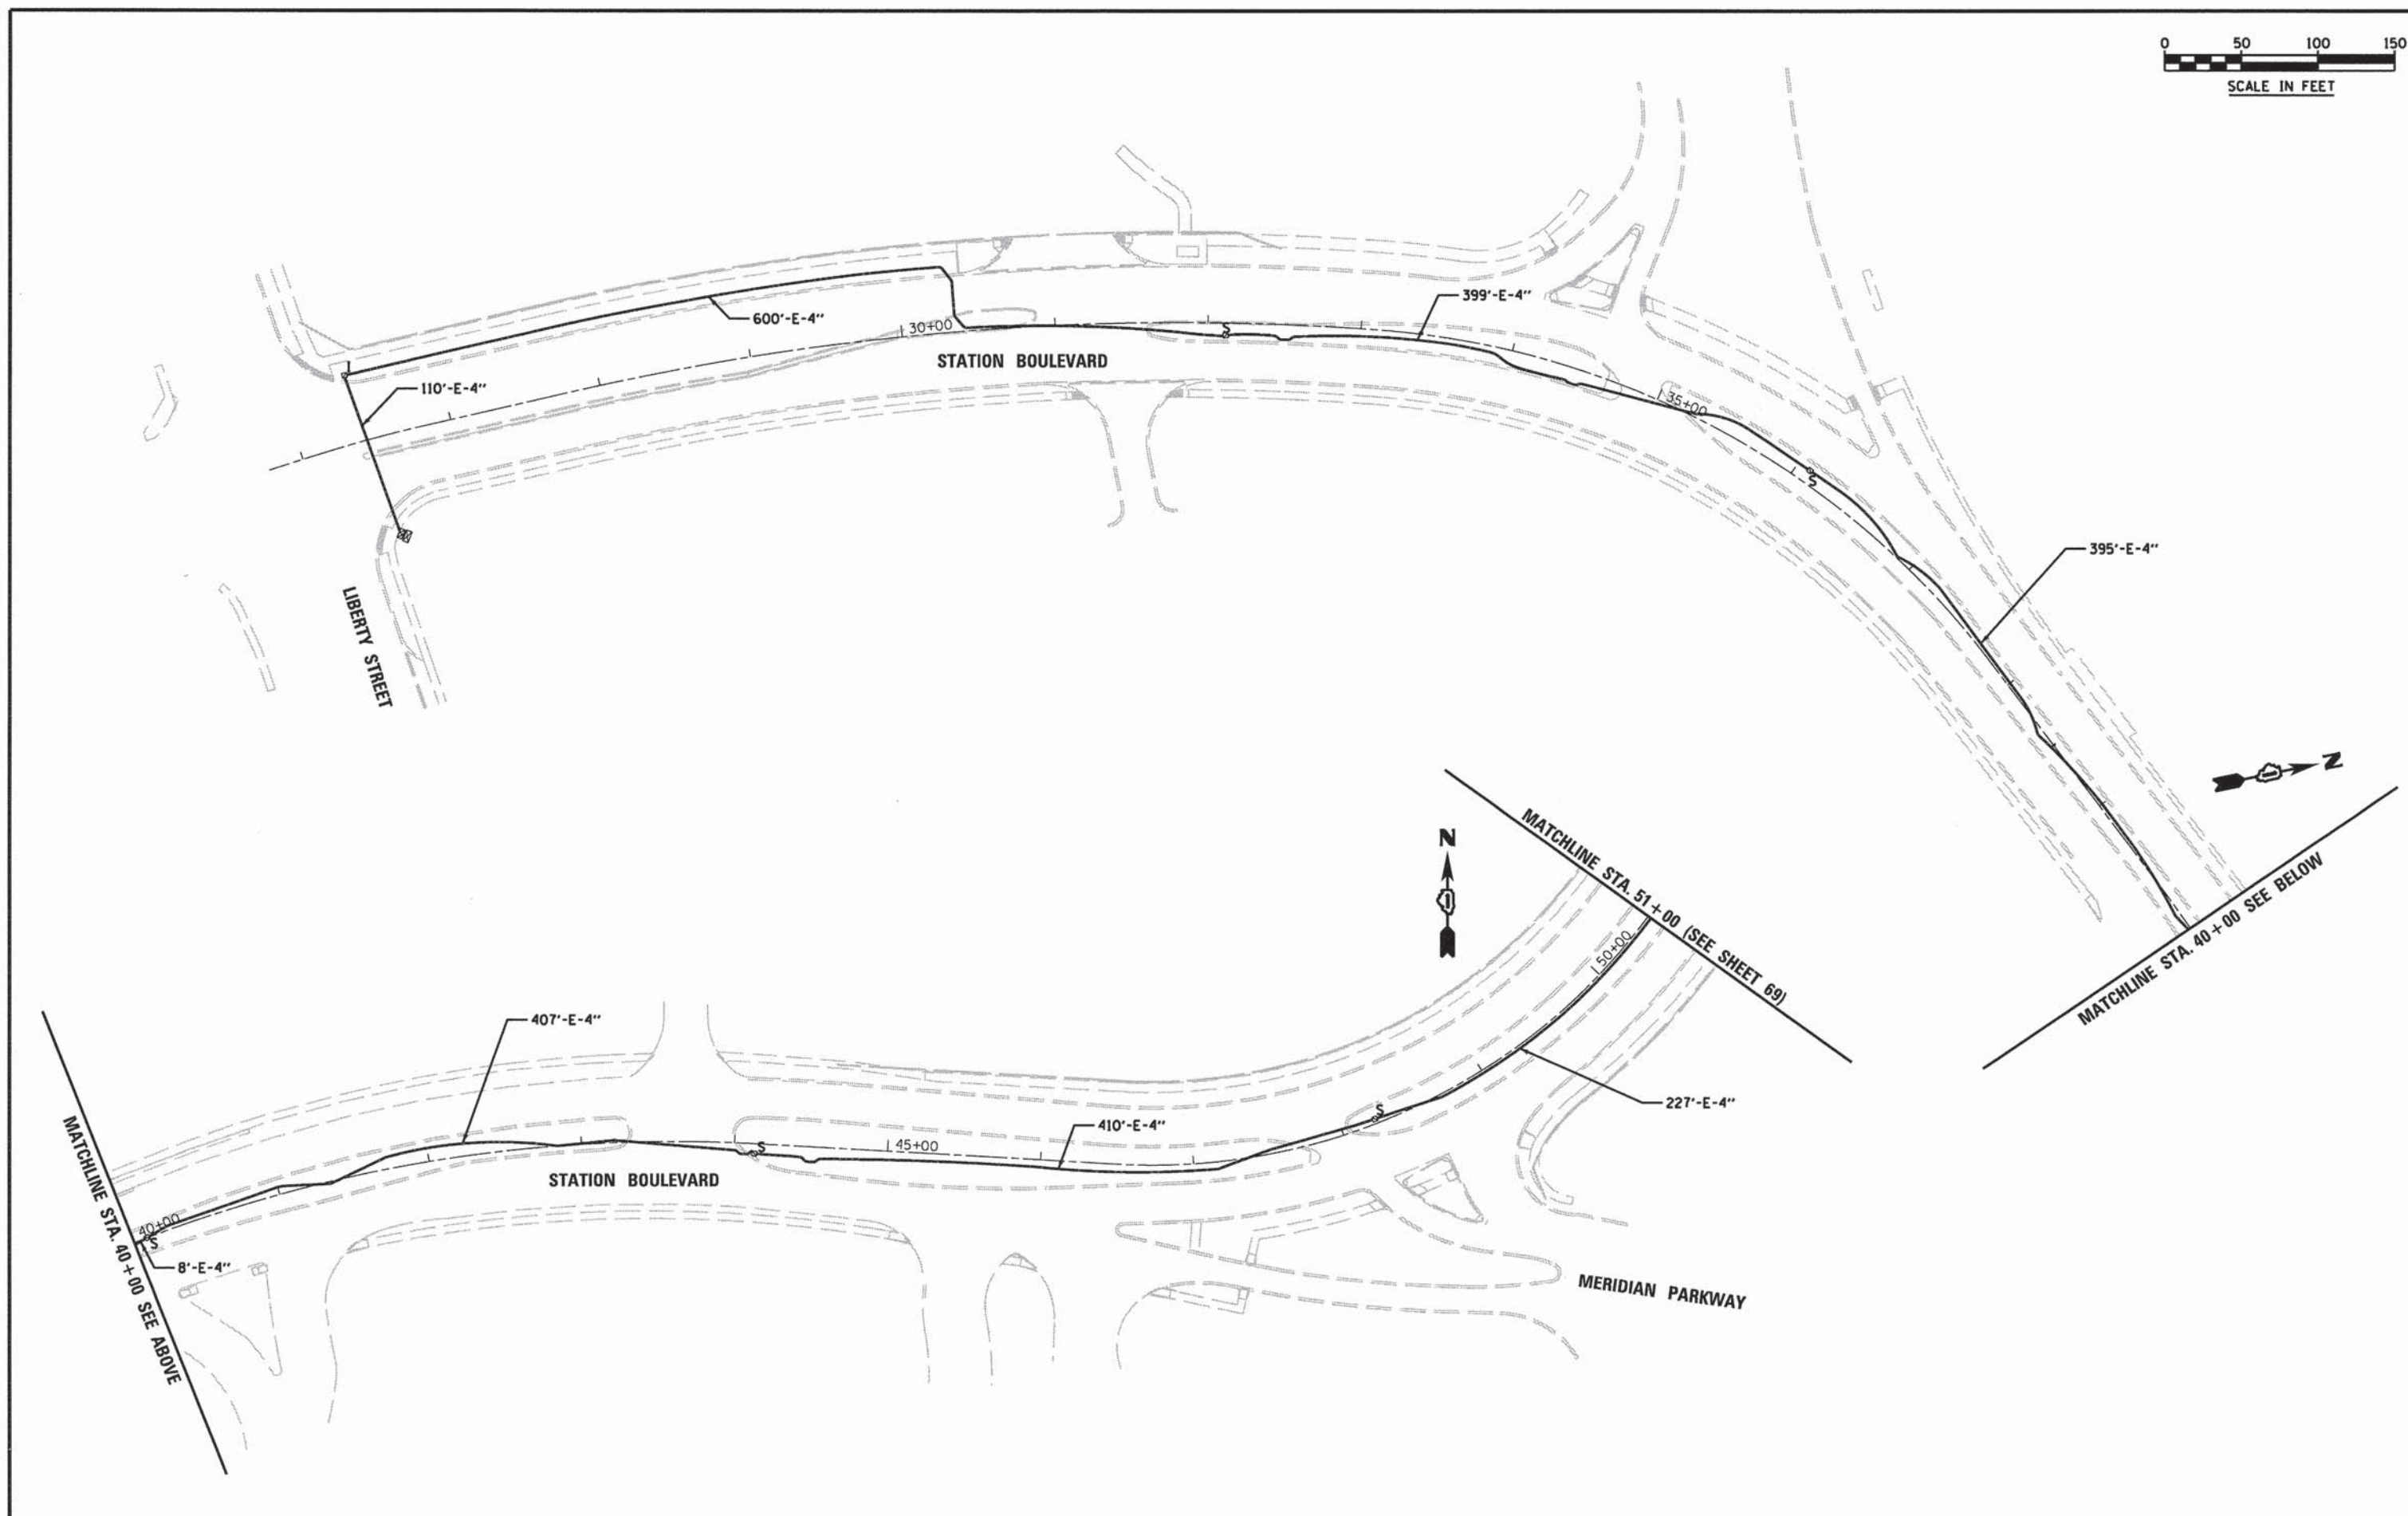 0 50 100 150
SCALE IN FEET
399'-E-4"
600'-E-4"
30+00
STATION BOULEVARD
110'-E-4"
35+00
395'-E-4"
LIBERTY STREET
N
MATCHLINE STA. 40+00 SEE BELOW
N
MATCHLINE STA. 51+00 (SEE SHEET 69)
50+00
407'-E-4"
227'-E-4"
S
S
410'-E-4"
S
S
45+00
STATION BOULEVARD
40+00
S
8'-E-4"
MATCHLINE STA. 40+00 SEE ABOVE
MERIDIAN PARKWAY